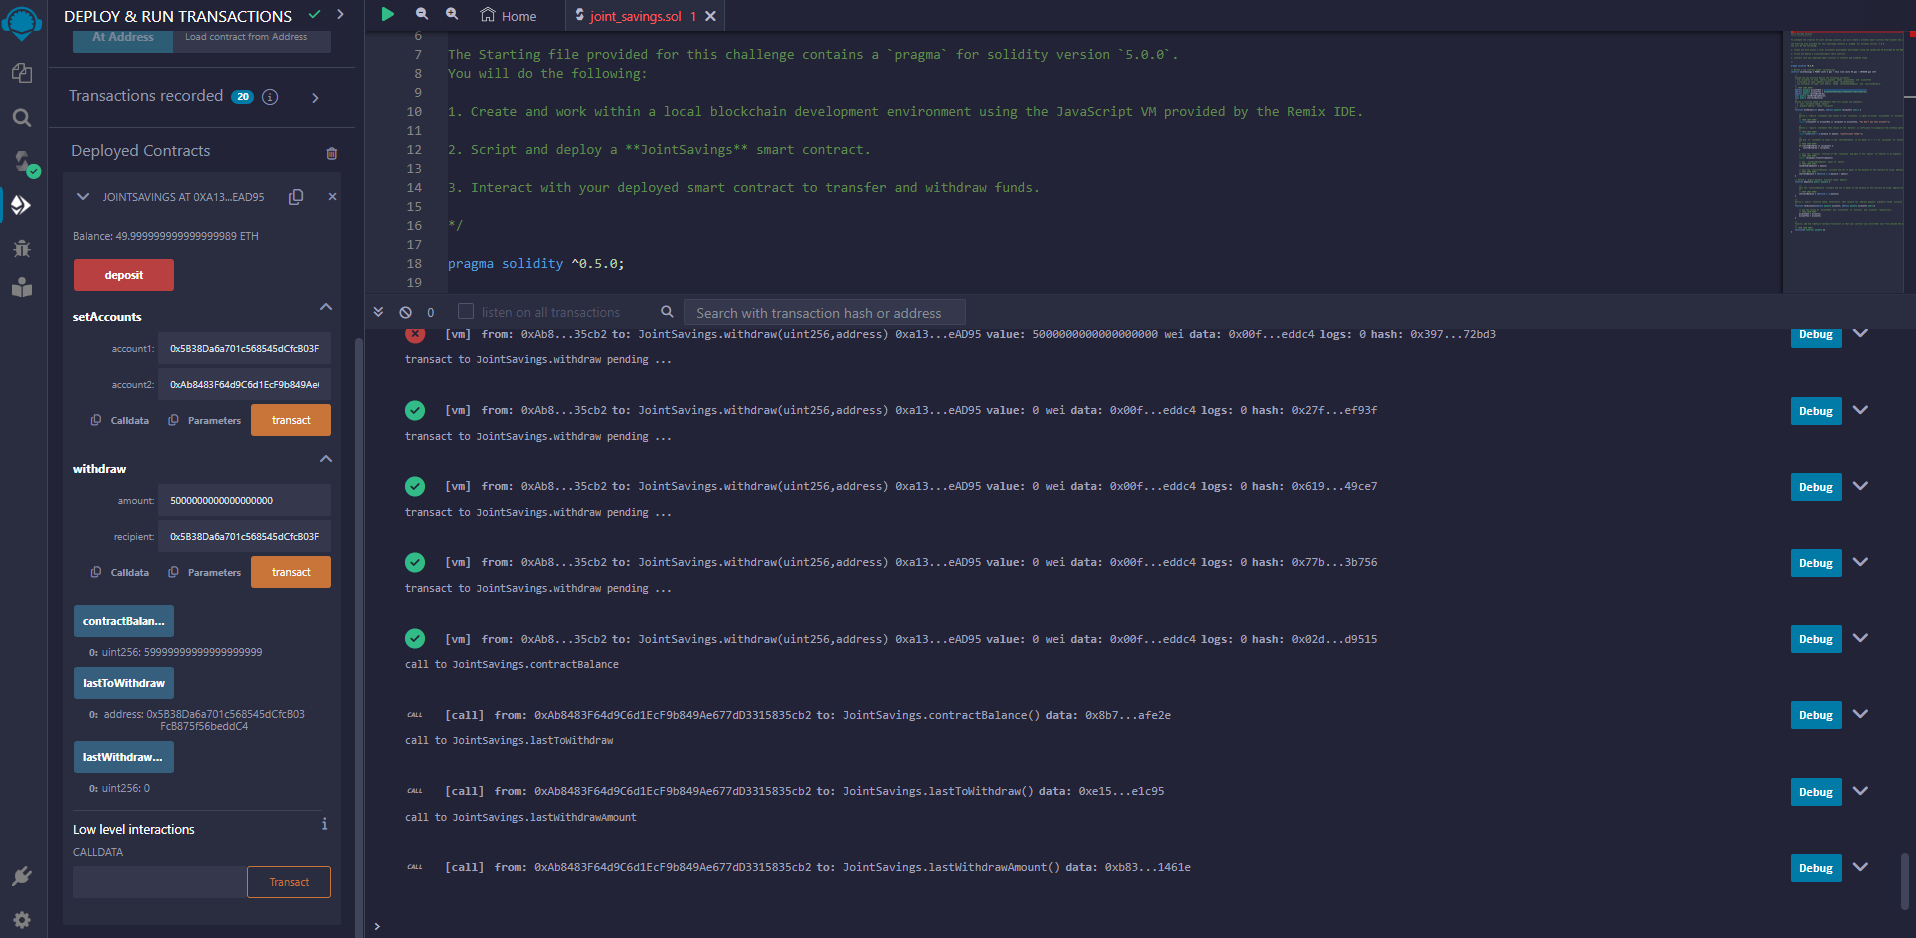 DEPLOY & RUN TRANSACTIONS
At Address
Load contract from Address
Transactions recorded 20 i
Deployed Contracts
JOINTSAVINGS AT 0XA13...EAD95
Balance: 49.999999999999999989 ETH
deposit
setAccounts
account1: 0x5B38Da6a701c568545dCfcB03F
account2: 0xAb8483F64d9C6d1EcF9b849Ae
Calldata Parameters transact
withdraw
amount: 5000000000000000000
recipient: 0x5B38Da6a701c568545dCfcB03F
Calldata Parameters transact
contractBalan...
0: uint256: 59999999999999999999
lastToWithdraw
0: address: 0x5B38Da6a701c568545dCfcB03
FcB875f56beddC4
lastWithdraw...
0: uint256: 0
Low level interactions i
CALLDATA
Transact
Home
joint_savings.sol 1
6
7 The Starting file provided for this challenge contains a `pragma` for solidity version `5.0.0`.
8 You will do the following:
9
10 1. Create and work within a local blockchain development environment using the JavaScript VM provided by the Remix IDE.
11
12 2. Script and deploy a **JointSavings** smart contract.
13
14 3. Interact with your deployed smart contract to transfer and withdraw funds.
15
16 */
17
18 pragma solidity ^0.5.0;
19
0 listen on all transactions Search with transaction hash or address
[vm] from: 0xAb8...35cb2 to: JointSavings.withdraw(uint256,address) 0xa13...eAD95 value: 5000000000000000000 wei data: 0x00f...eddc4 logs: 0 hash: 0x397...72bd3 Debug
transact to JointSavings.withdraw pending ...
[vm] from: 0xAb8...35cb2 to: JointSavings.withdraw(uint256,address) 0xa13...eAD95 value: 0 wei data: 0x00f...eddc4 logs: 0 hash: 0x27f...ef93f Debug
transact to JointSavings.withdraw pending ...
[vm] from: 0xAb8...35cb2 to: JointSavings.withdraw(uint256,address) 0xa13...eAD95 value: 0 wei data: 0x00f...eddc4 logs: 0 hash: 0x619...49ce7 Debug
transact to JointSavings.withdraw pending ...
[vm] from: 0xAb8...35cb2 to: JointSavings.withdraw(uint256,address) 0xa13...eAD95 value: 0 wei data: 0x00f...eddc4 logs: 0 hash: 0x77b...3b756 Debug
transact to JointSavings.withdraw pending ...
[vm] from: 0xAb8...35cb2 to: JointSavings.withdraw(uint256,address) 0xa13...eAD95 value: 0 wei data: 0x00f...eddc4 logs: 0 hash: 0x02d...d9515 Debug
call to JointSavings.contractBalance
CALL [call] from: 0xAb8483F64d9C6d1EcF9b849Ae677dD3315835cb2 to: JointSavings.contractBalance() data: 0x8b7...afe2e Debug
call to JointSavings.lastToWithdraw
CALL [call] from: 0xAb8483F64d9C6d1EcF9b849Ae677dD3315835cb2 to: JointSavings.lastToWithdraw() data: 0xe15...e1c95 Debug
call to JointSavings.lastWithdrawAmount
CALL [call] from: 0xAb8483F64d9C6d1EcF9b849Ae677dD3315835cb2 to: JointSavings.lastWithdrawAmount() data: 0xb83...1461e Debug
>